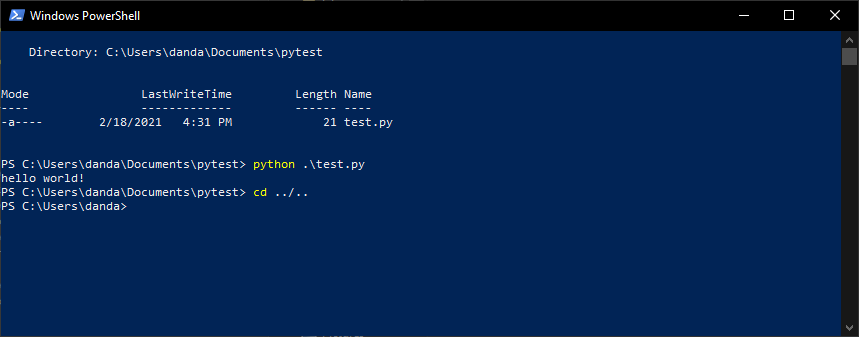 Windows PowerShell
Directory: C:\Users\danda\Documents\pytest
Mode LastWriteTime Length Name
---- ------------- ------ ----
-a---- 2/18/2021 4:31 PM 21 test.py
PS C:\Users\danda\Documents\pytest> python .\test.py
hello world!
PS C:\Users\danda\Documents\pytest> cd ../..
PS C:\Users\danda>